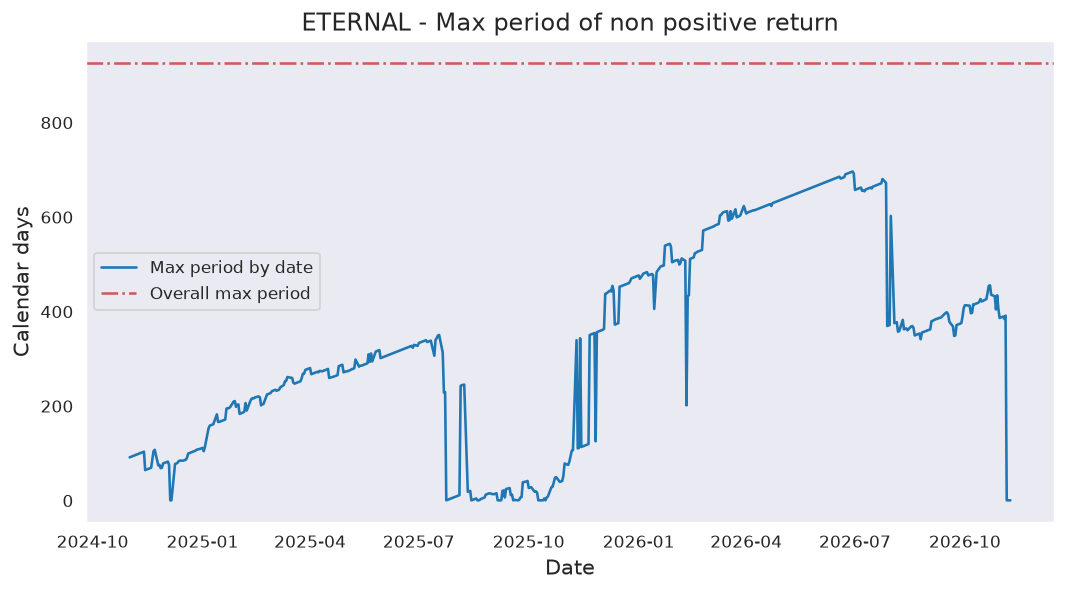 ETERNAL - Max period of non positive return
Calendar days
800
600
400
200
0
Max period by date
Overall max period
2024-10 2025-01 2025-04 2025-07 2025-10 2026-01 2026-04 2026-07 2026-10
Date